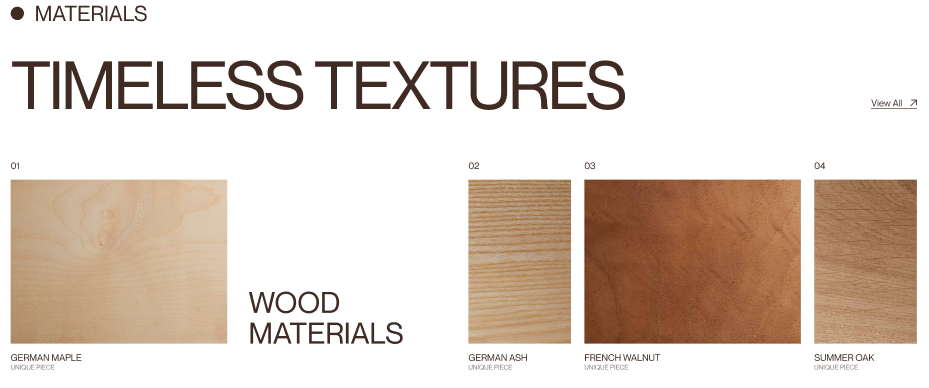 MATERIALS
TIMELESS TEXTURES
View All
01
02
03
04
WOOD
MATERIALS
GERMAN MAPLE
UNIQUE PIECE
GERMAN ASH
UNIQUE PIECE
FRENCH WALNUT
UNIQUE PIECE
SUMMER OAK
UNIQUE PIECE